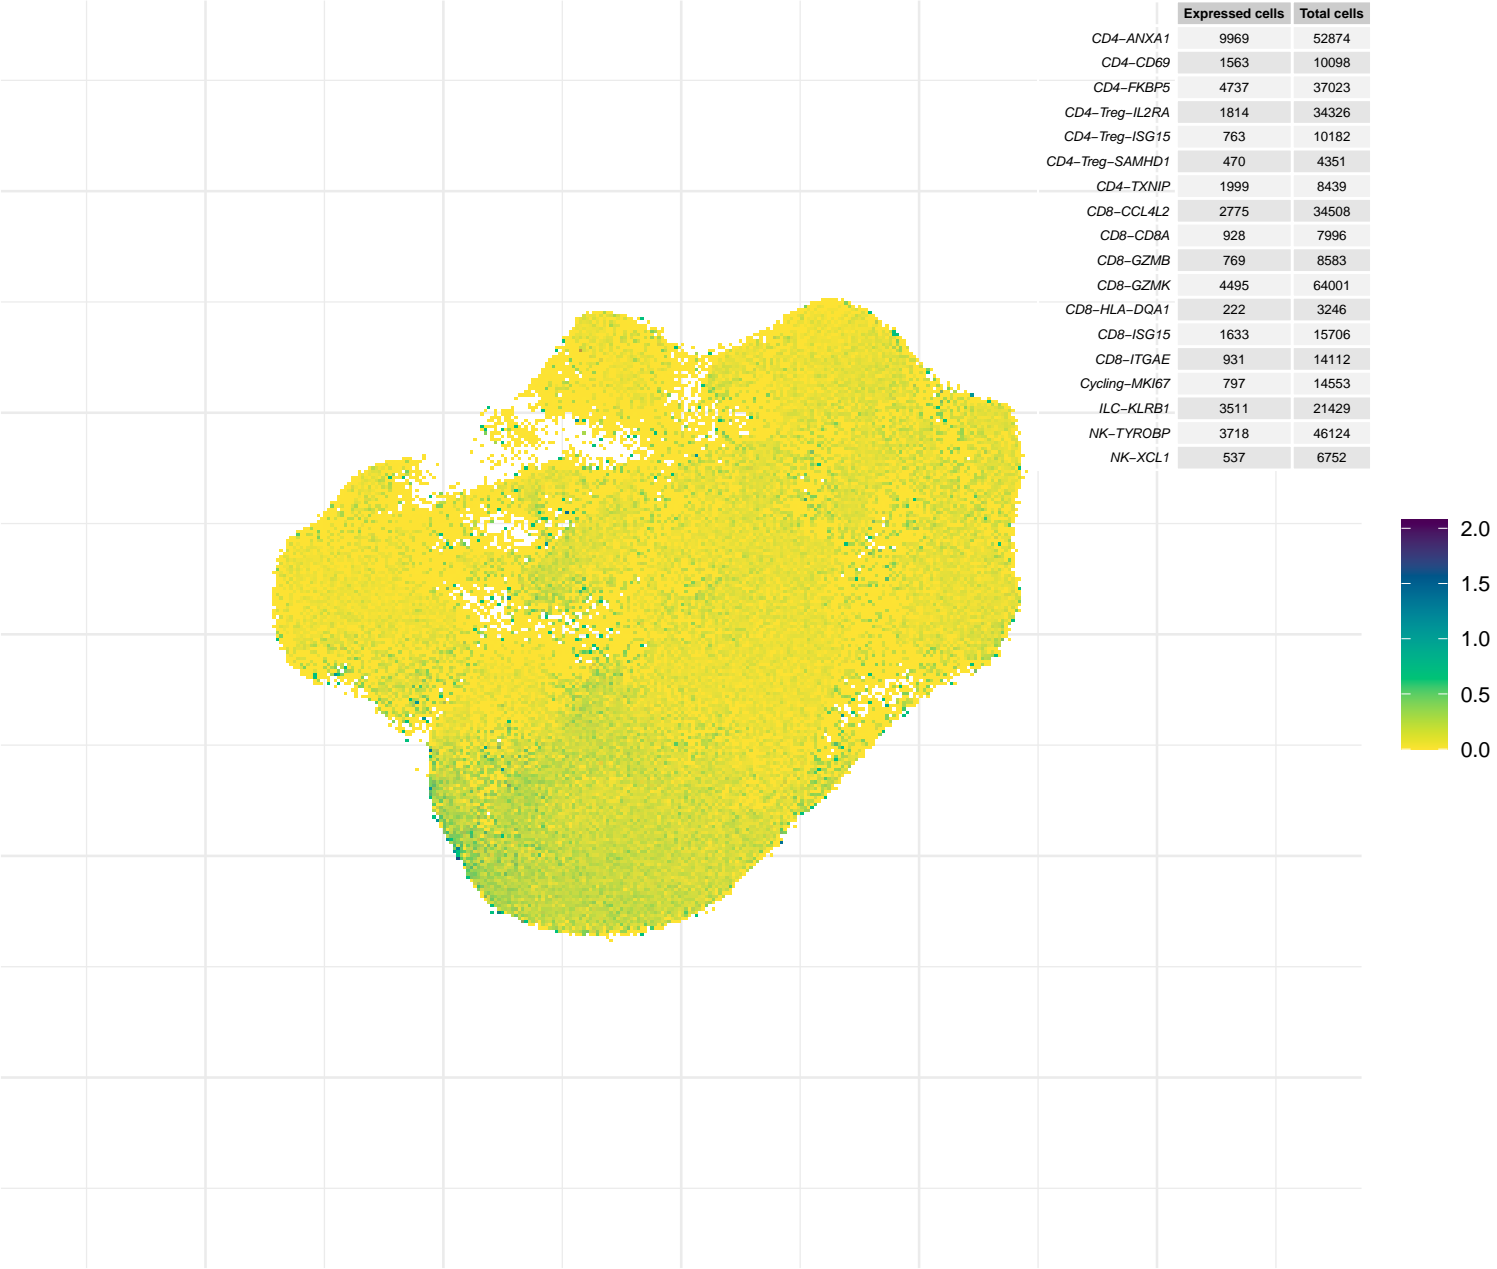 Expressed cells Total cells
CD4−ANXA1 9969 52874
CD4−CD69 1563 10098
CD4−FKBP5 4737 37023
CD4−Treg−IL2RA 1814 34326
CD4−Treg−ISG15 763 10182
CD4−Treg−SAMHD1 470 4351
CD4−TXNIP 1999 8439
CD8−CCL4L2 2775 34508
CD8−CD8A 928 7996
CD8−GZMB 769 8583
CD8−GZMK 4495 64001
CD8−HLA−DQA1 222 3246
CD8−ISG15 1633 15706
CD8−ITGAE 931 14112
Cycling−MKI67 797 14553
ILC−KLRB1 3511 21429
NK−TYROBP 3718 46124
NK−XCL1 537 6752
2.0
1.5
1.0
0.5
0.0